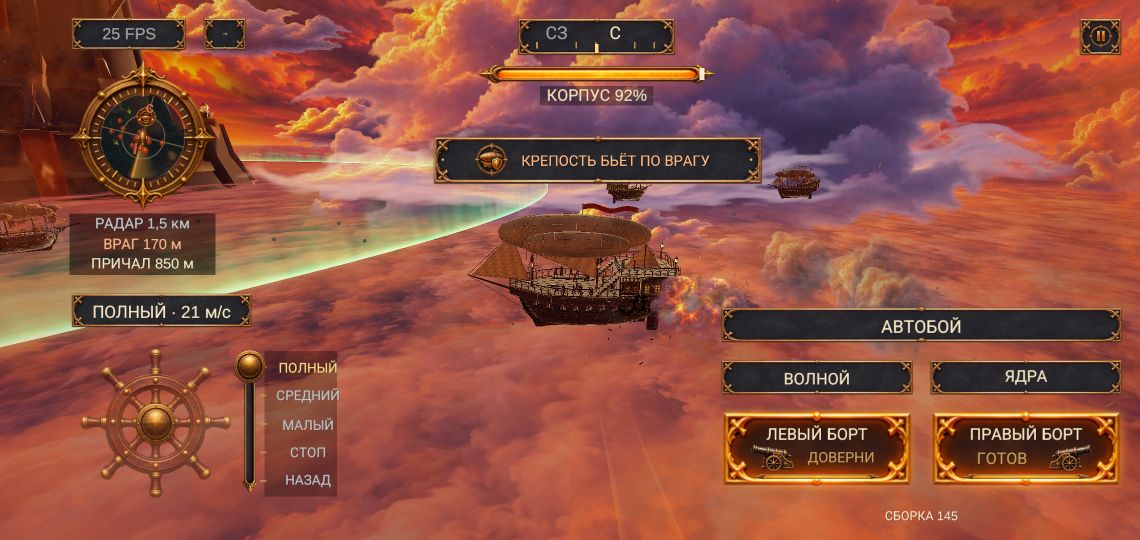 25 FPS
СЗ
С
КОРПУС 92%
КРЕПОСТЬ БЬЁТ ПО ВРАГУ
РАДАР 1,5 км
ВРАГ 170 м
ПРИЧАЛ 850 м
ПОЛНЫЙ · 21 м/с
ПОЛНЫЙ
СРЕДНИЙ
МАЛЫЙ
СТОП
НАЗАД
АВТОБОЙ
ВОЛНОЙ
ЯДРА
ЛЕВЫЙ БОРТ
ДОВЕРНИ
ПРАВЫЙ БОРТ
ГОТОВ
СБОРКА 145